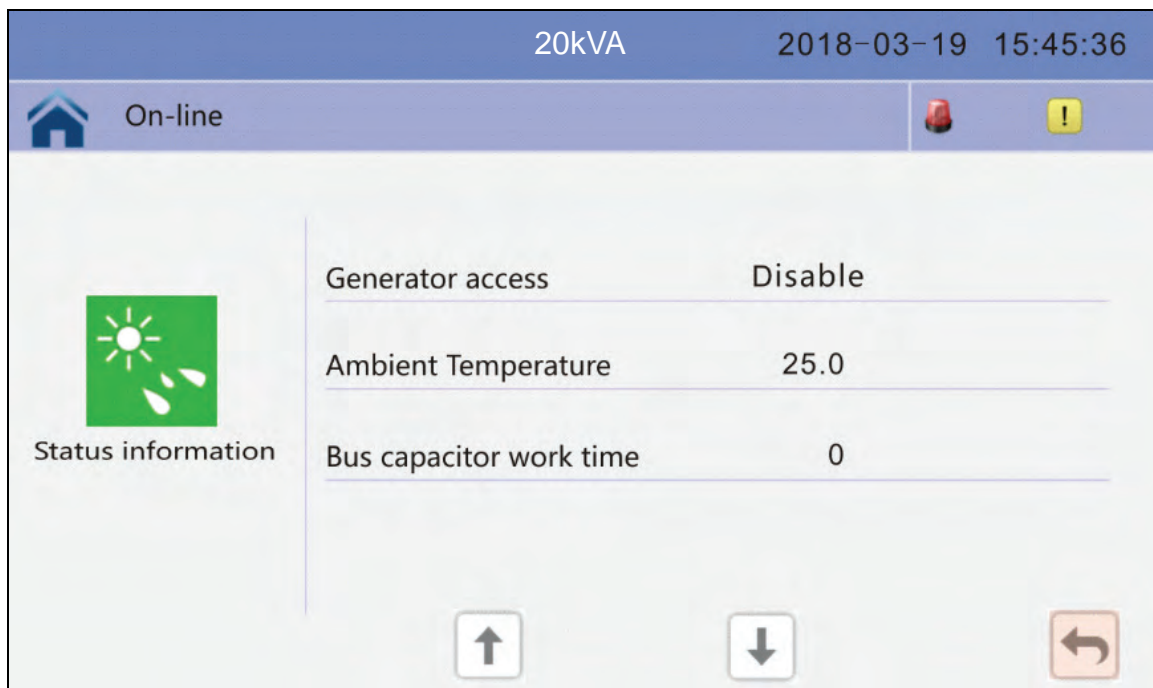 20kVA 2018-03-19 15:45:36
On-line !
Generator access Disable
Ambient Temperature 25.0
Status information
Bus capacitor work time 0